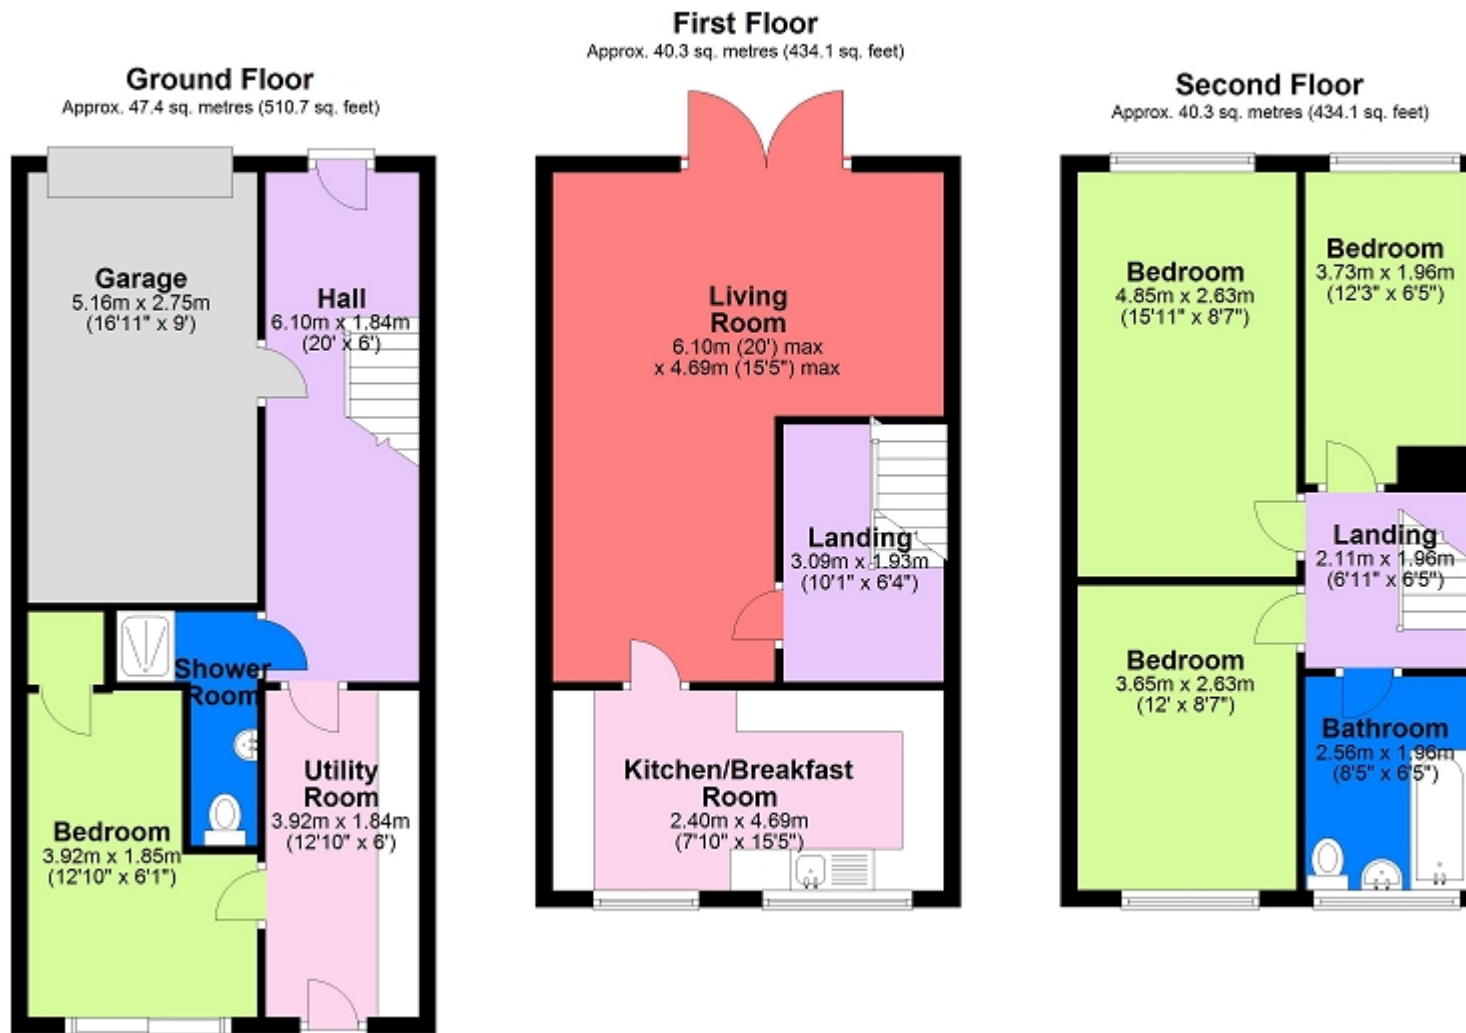 Ground Floor
Approx. 47.4 sq. metres (510.7 sq. feet)
Garage
5.16m x 2.75m
(16'11" x 9')
Hall
6.10m x 1.84m
(20' x 6')
Shower
Room
Utility
Room
3.92m x 1.84m
(12'10" x 6')
Bedroom
3.92m x 1.85m
(12'10" x 6'1")
First Floor
Approx. 40.3 sq. metres (434.1 sq. feet)
Living
Room
6.10m (20') max
x 4.69m (15'5") max
Landing
3.09m x 1.93m
(10'1" x 6'4")
Kitchen/Breakfast
Room
2.40m x 4.69m
(7'10" x 15'5")
Second Floor
Approx. 40.3 sq. metres (434.1 sq. feet)
Bedroom
4.85m x 2.63m
(15'11" x 8'7")
Bedroom
3.73m x 1.96m
(12'3" x 6'5")
Landing
2.11m x 1.96m
(6'11" x 6'5")
Bedroom
3.65m x 2.63m
(12' x 8'7")
Bathroom
2.56m x 1.96m
(8'5" x 6'5")